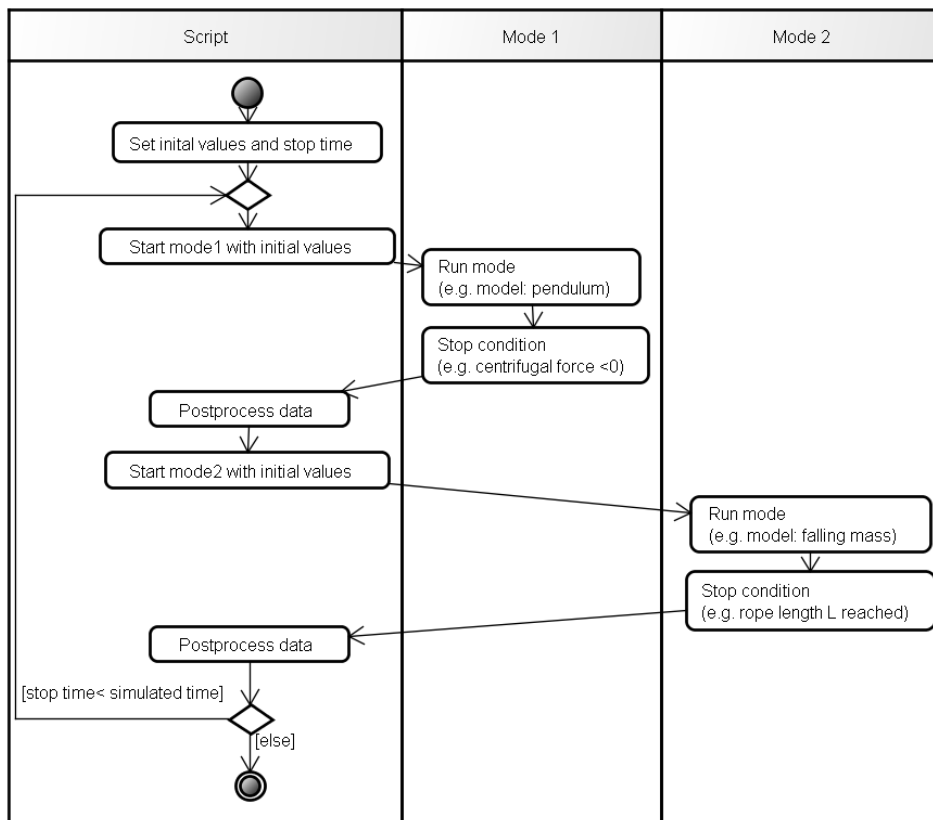 Script
Mode 1
Mode 2
Set inital values and stop time
Start mode1 with initial values
Run mode
(e.g. model: pendulum)
Stop condition
(e.g. centrifugal force <0)
Postprocess data
Start mode2 with initial values
Run mode
(e.g. model: falling mass)
Stop condition
(e.g. rope length L reached)
Postprocess data
[stop time< simulated time]
[else]